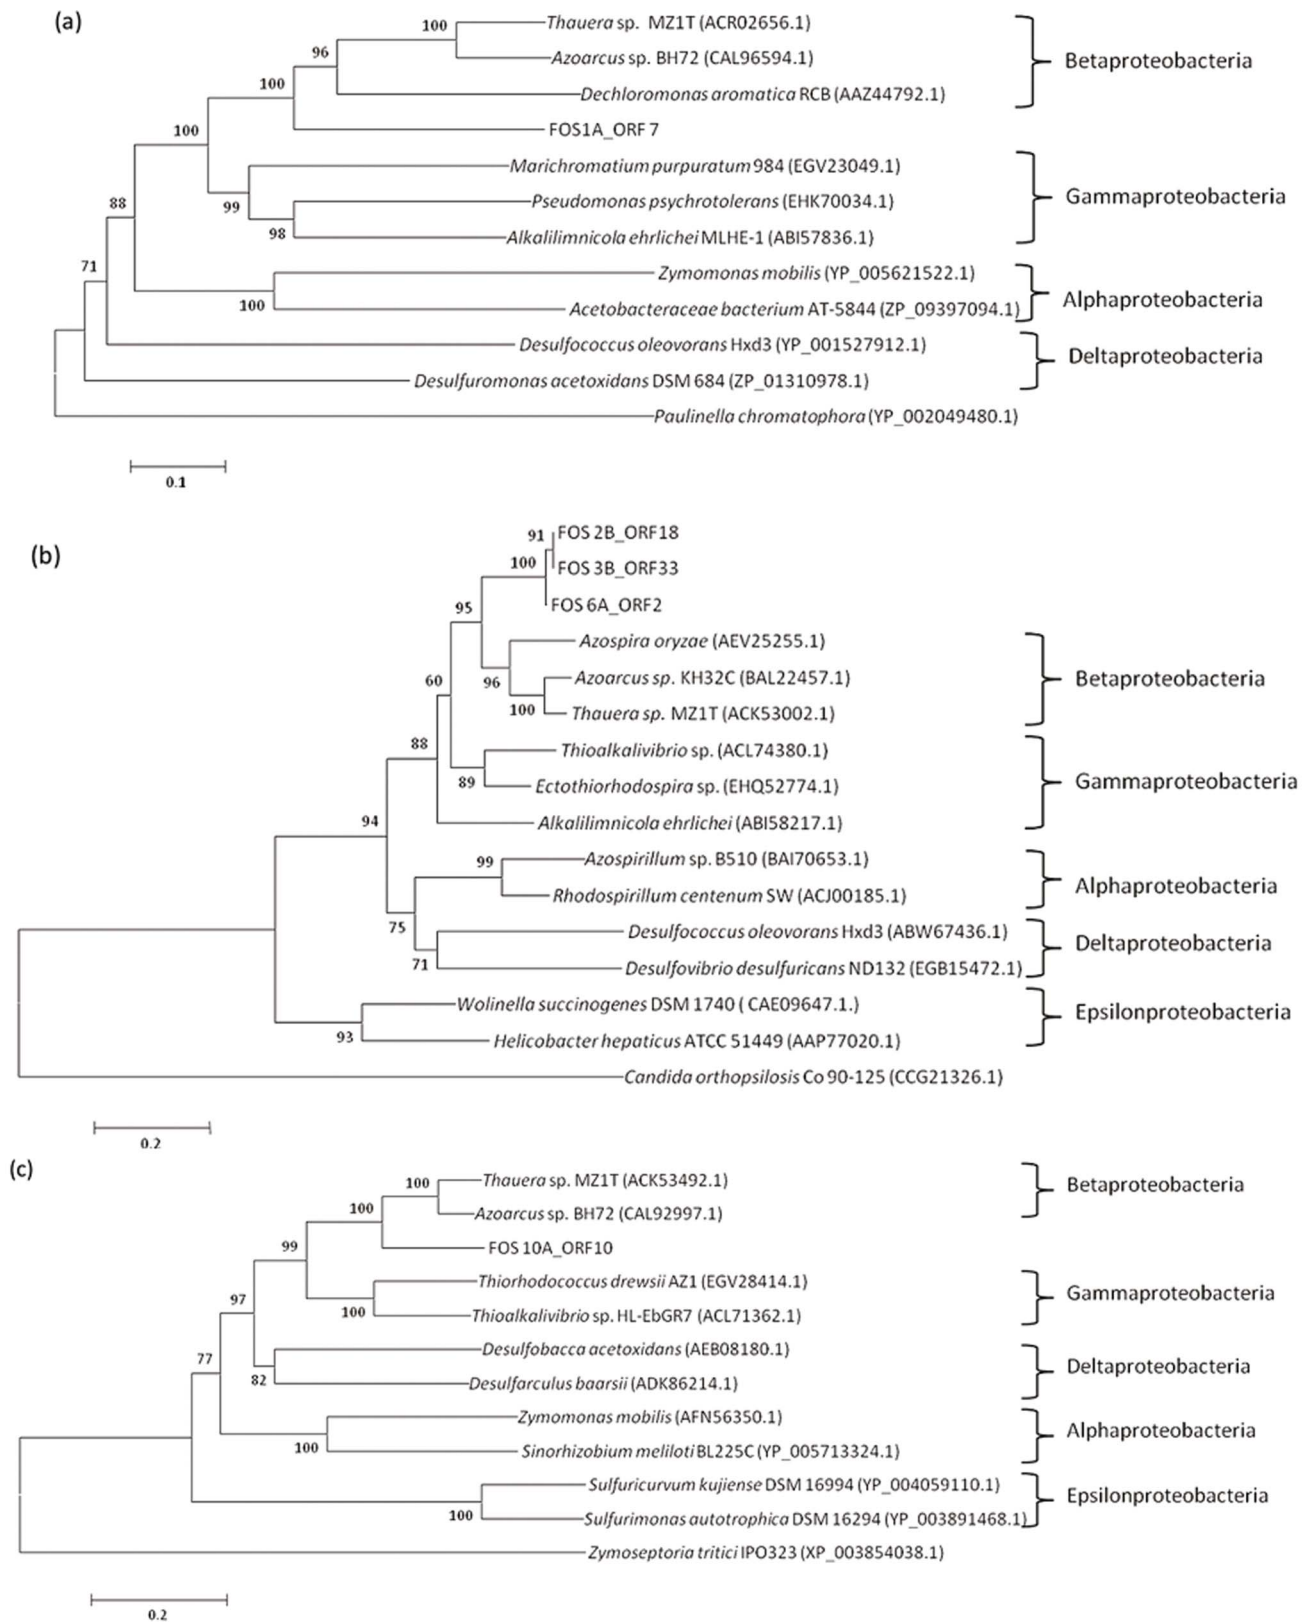 (a)
100
Thauera sp. MZ1T (ACR02656.1)
96
Azoarcus sp. BH72 (CAL96594.1)
Betaproteobacteria
100
Dechloromonas aromatica RCB (AAZ44792.1)
100
FOS1A_ORF 7
Marichromatium purpuratum 984 (EGV23049.1)
88
99
Pseudomonas psychrotolerans (EHK70034.1)
Gammaproteobacteria
98
Alkalilimnicola ehrlichei MLHE-1 (ABI57836.1)
71
Zymomonas mobilis (YP_005621522.1)
100
Acetobacteraceae bacterium AT-5844 (ZP_09397094.1)
Alphaproteobacteria
Desulfococcus oleovorans Hxd3 (YP_001527912.1)
Deltaproteobacteria
Desulfuromonas acetoxidans DSM 684 (ZP_01310978.1)
Paulinella chromatophora (YP_002049480.1)
0.1
(b)
91
FOS 2B_ORF18
100
FOS 3B_ORF33
95
FOS 6A_ORF2
Azospira oryzae (AEV25255.1)
60
96
Azoarcus sp. KH32C (BAL22457.1)
Betaproteobacteria
100
Thauera sp. MZ1T (ACK53002.1)
88
Thioalkalivibrio sp. (ACL74380.1)
89
Ectothiorhodospira sp. (EHQ52774.1)
Gammaproteobacteria
94
Alkalilimnicola ehrlichei (ABI58217.1)
99
Azospirillum sp. B510 (BAI70653.1)
Alphaproteobacteria
Rhodospirillum centenum SW (ACJ00185.1)
75
Desulfococcus oleovorans Hxd3 (ABW67436.1)
Deltaproteobacteria
71
Desulfovibrio desulfuricans ND132 (EGB15472.1)
Wolinella succinogenes DSM 1740 ( CAE09647.1.)
Epsilonproteobacteria
93
Helicobacter hepaticus ATCC 51449 (AAP77020.1)
Candida orthopsilosis Co 90-125 (CCG21326.1)
0.2
(c)
100
Thauera sp. MZ1T (ACK53492.1)
Betaproteobacteria
100
Azoarcus sp. BH72 (CAL92997.1)
99
FOS 10A_ORF10
Thiorhodococcus drewsii AZ1 (EGV28414.1)
Gammaproteobacteria
97
100
Thioalkalivibrio sp. HL-EbGR7 (ACL71362.1)
77
Desulfobacca acetoxidans (AEB08180.1)
Deltaproteobacteria
82
Desulfarculus baarsii (ADK86214.1)
Zymomonas mobilis (AFN56350.1)
Alphaproteobacteria
100
Sinorhizobium meliloti BL225C (YP_005713324.1)
Sulfuricurvum kujiense DSM 16994 (YP_004059110.1)
Epsilonproteobacteria
100
Sulfurimonas autotrophica DSM 16294 (YP_003891468.1)
Zymoseptoria tritici IPO323 (XP_003854038.1)
0.2